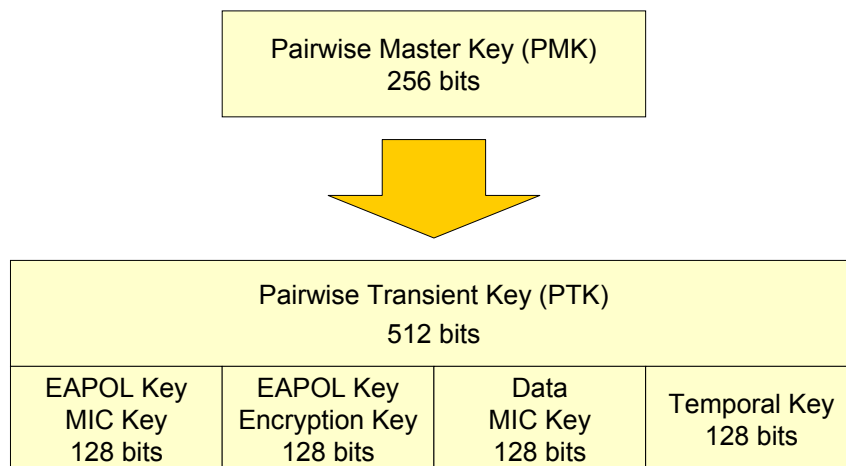 Pairwise Master Key (PMK)
256 bits
Pairwise Transient Key (PTK)
512 bits
EAPOL Key
MIC Key
128 bits
EAPOL Key
Encryption Key
128 bits
Data
MIC Key
128 bits
Temporal Key
128 bits